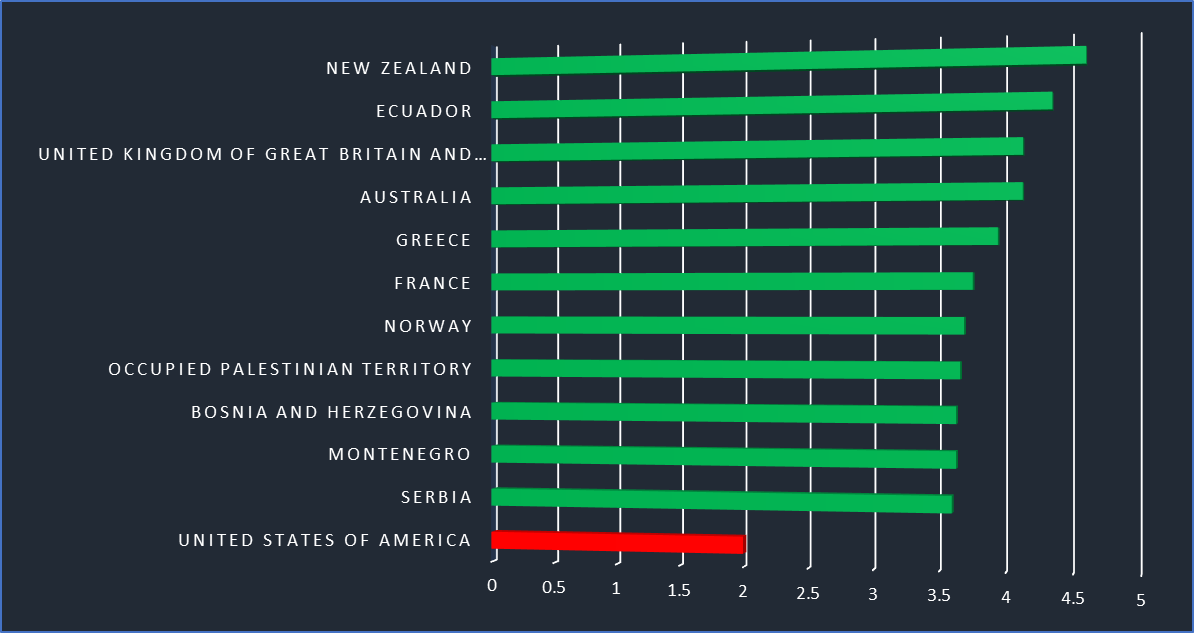 NEW ZEALAND
ECUADOR
UNITED KINGDOM OF GREAT BRITAIN AND...
AUSTRALIA
GREECE
FRANCE
NORWAY
OCCUPIED PALESTINIAN TERRITORY
BOSNIA AND HERZEGOVINA
MONTENEGRO
SERBIA
UNITED STATES OF AMERICA
0 0.5 1 1.5 2 2.5 3 3.5 4 4.5 5